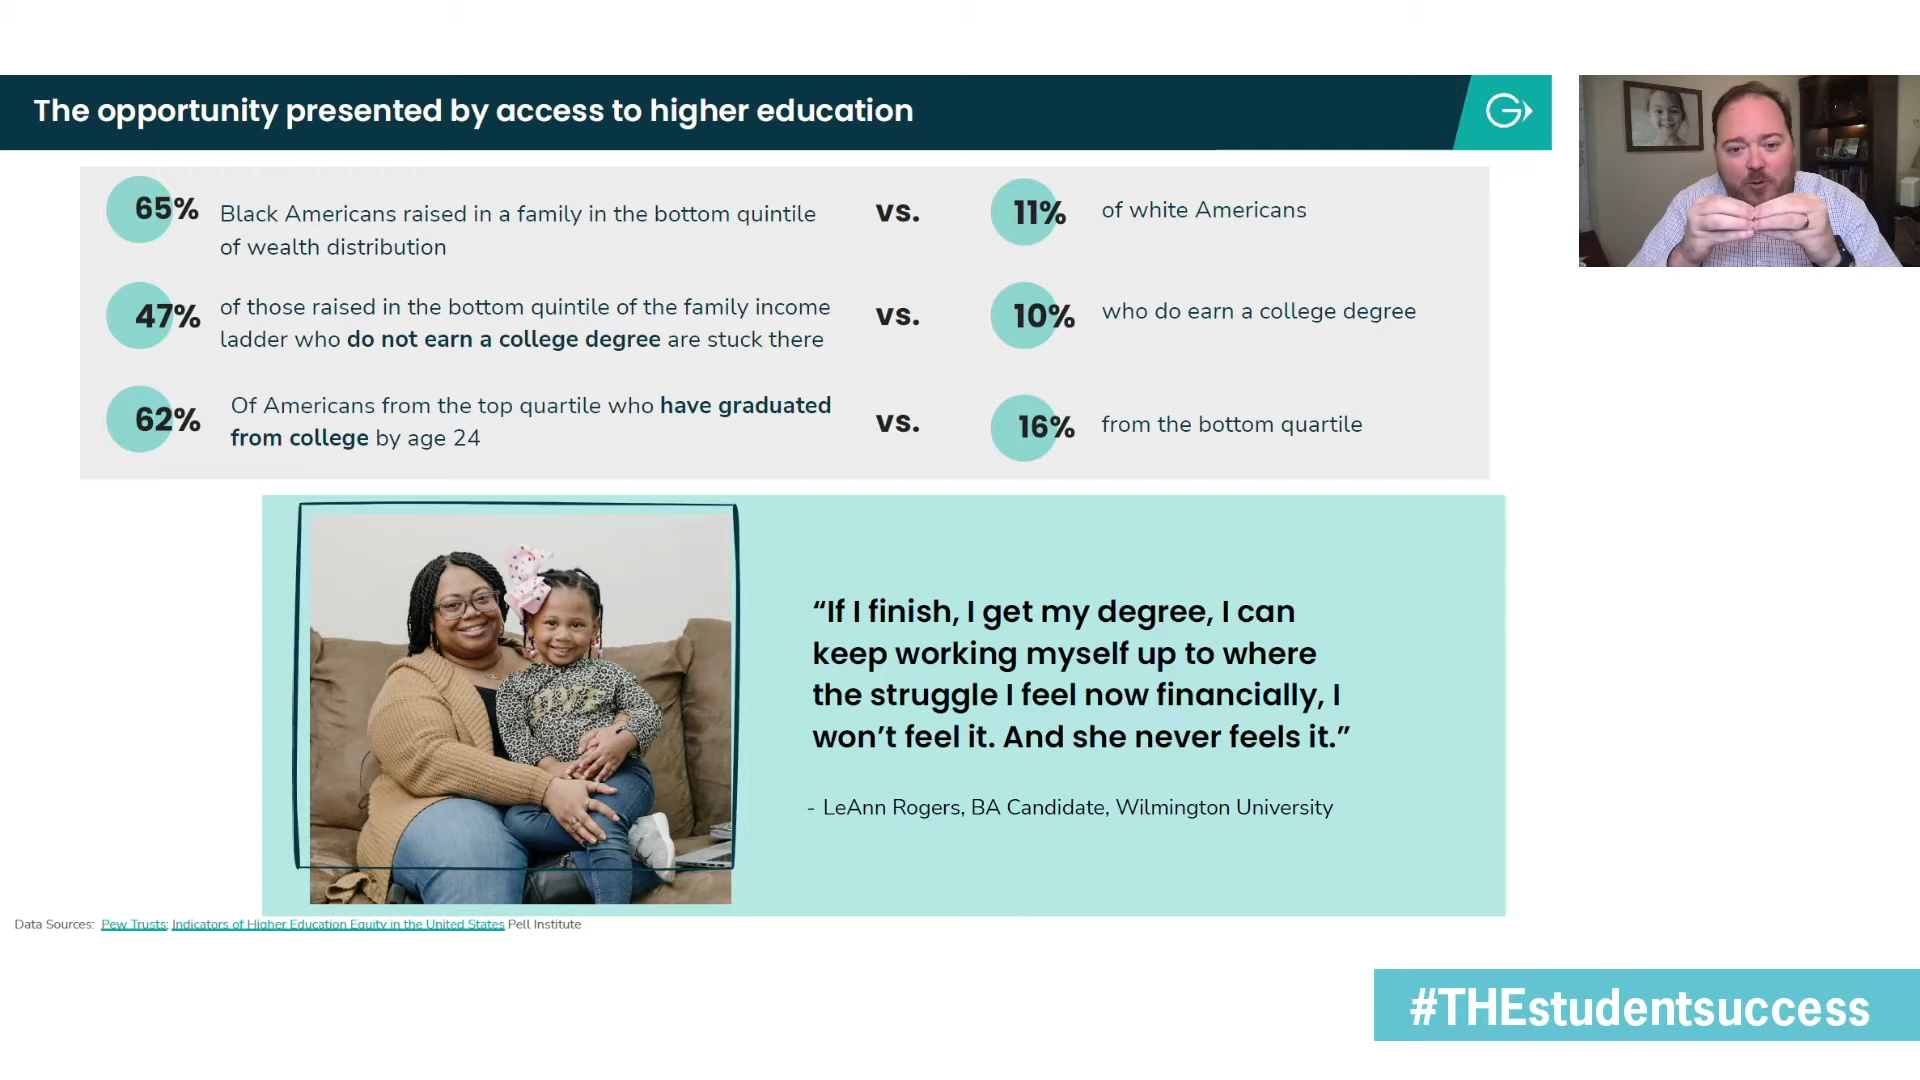 The opportunity presented by access to higher education
65% Black Americans raised in a family in the bottom quintile
of wealth distribution
vs.
11% of white Americans
47% of those raised in the bottom quintile of the family income
ladder who do not earn a college degree are stuck there
vs.
10% who do earn a college degree
62% Of Americans from the top quartile who have graduated
from college by age 24
vs.
16% from the bottom quartile
“If I finish, I get my degree, I can
keep working myself up to where
the struggle I feel now financially, I
won’t feel it. And she never feels it.”
- LeAnn Rogers, BA Candidate, Wilmington University
LOVE
Data Sources: Pew Trusts; Indicators of Higher Education Equity in the United States Pell Institute
#THEstudentsuccess